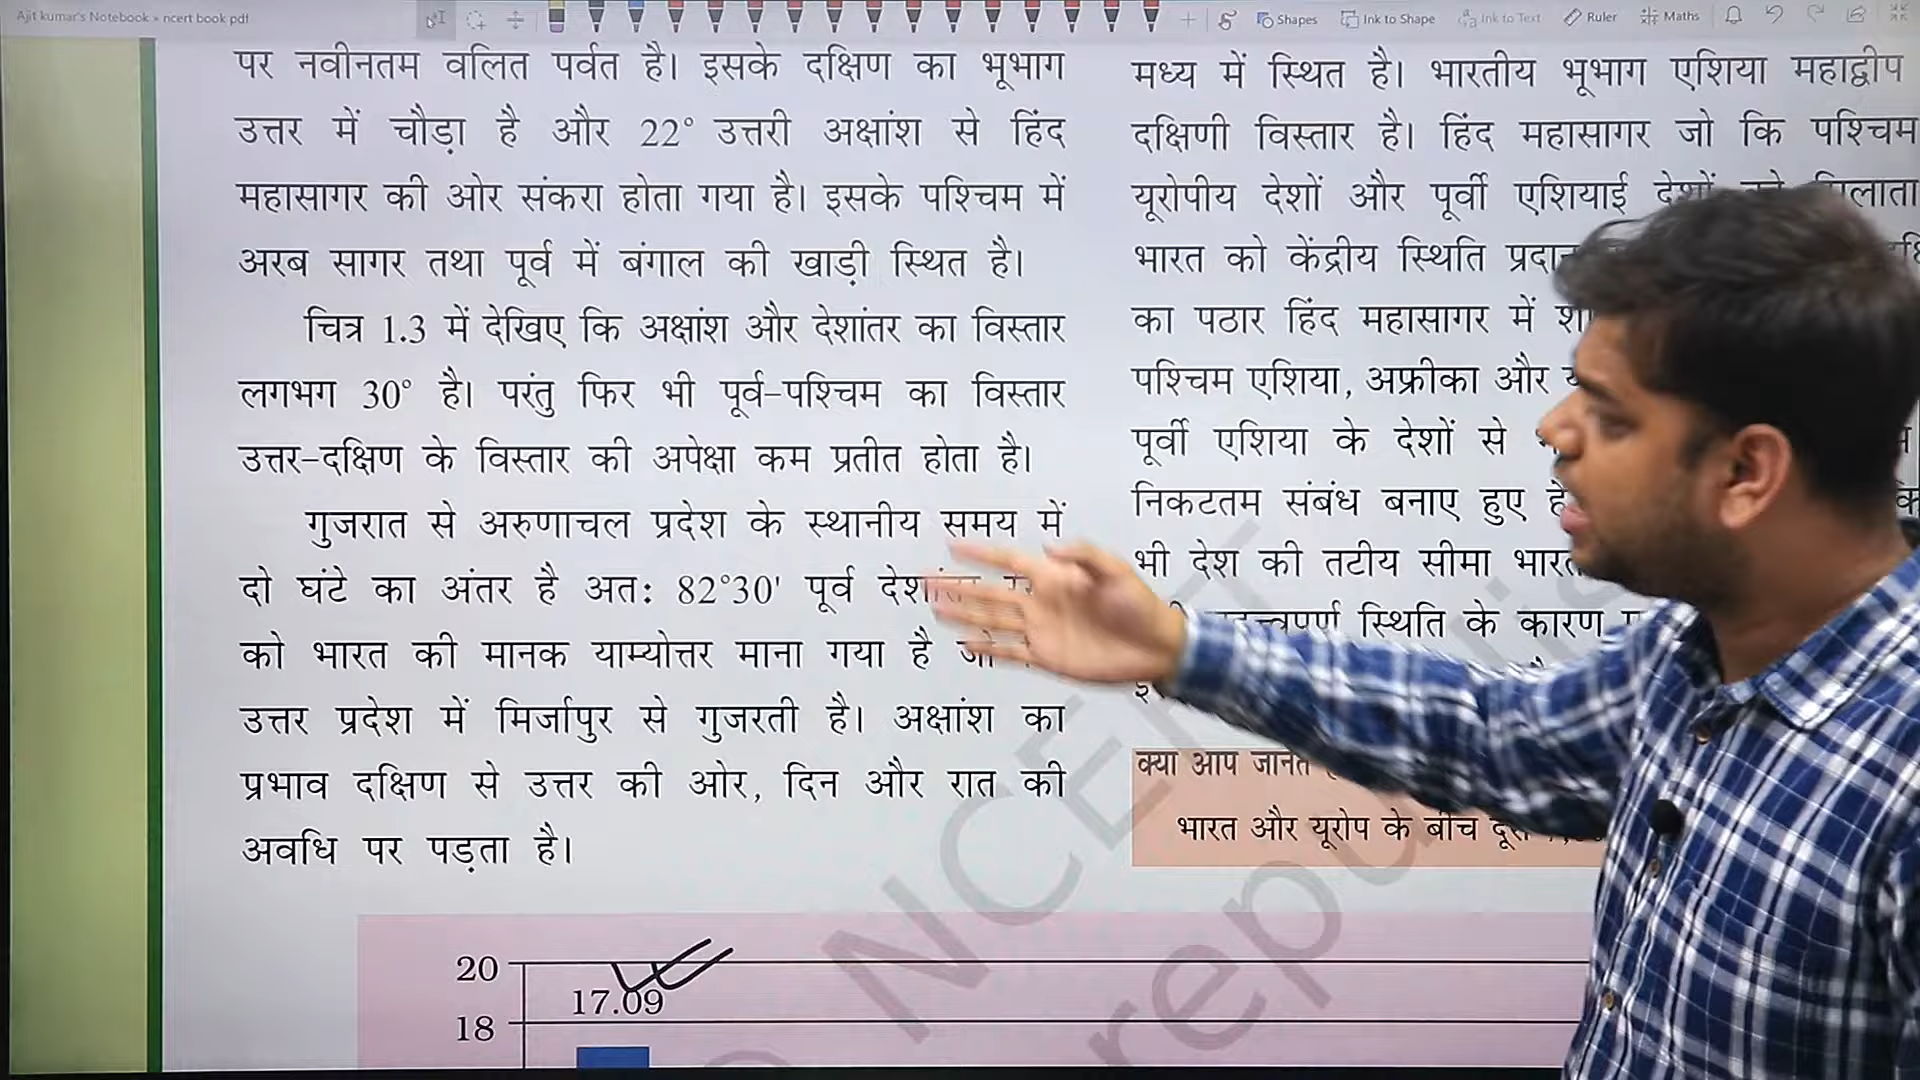 Ajit kumar's Notebook » ncert book pdf
Shapes
Ink to Shape
Ink to Text
Ruler
Maths
पर नवीनतम वलित पर्वत है। इसके दक्षिण का भूभाग
उत्तर में चौड़ा है और 22° उत्तरी अक्षांश से हिंद
महासागर की ओर संकरा होता गया है। इसके पश्चिम में
अरब सागर तथा पूर्व में बंगाल की खाड़ी स्थित है।
चित्र 1.3 में देखिए कि अक्षांश और देशांतर का विस्तार
लगभग 30° है। परंतु फिर भी पूर्व-पश्चिम का विस्तार
उत्तर-दक्षिण के विस्तार की अपेक्षा कम प्रतीत होता है।
गुजरात से अरुणाचल प्रदेश के स्थानीय समय में
दो घंटे का अंतर है अतः 82°30' पूर्व
को भारत की मानक याम्योत्तर माना गया है जो
उत्तर प्रदेश में मिर्जापुर से गुजरती है। अक्षांश का
प्रभाव दक्षिण से उत्तर की ओर, दिन और रात की
अवधि पर पड़ता है।
मध्य में स्थित है। भारतीय भूभाग एशिया महाद्वीप
दक्षिणी विस्तार है। हिंद महासागर जो कि पश्चिम
यूरोपीय देशों और पूर्वी एशियाई देशों
भारत को केंद्रीय स्थिति
का पठार हिंद महासागर में
पश्चिम एशिया, अफ्रीका और
पूर्वी एशिया के देशों से
निकटतम संबंध बनाए हुए
भी देश की तटीय सीमा
स्थिति के कारण
क्या आप जानते
भारत और यूरोप के बीच
20
17.09
18
NCERT
republis